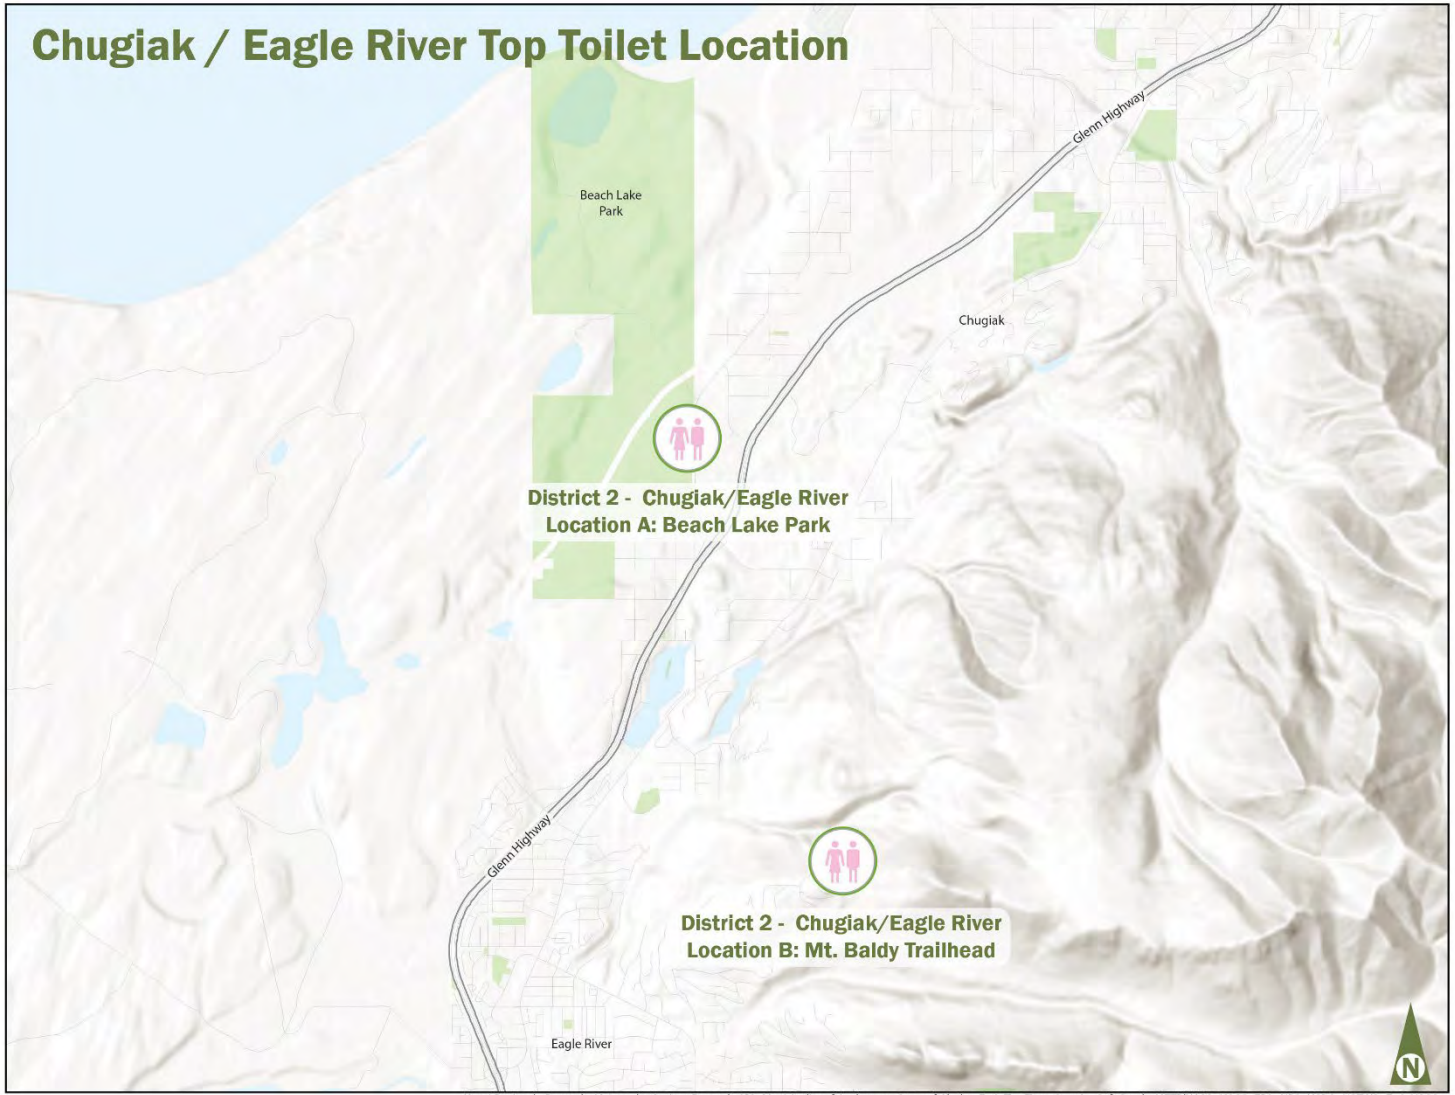 Chugiak / Eagle River Top Toilet Location
Glenn Highway
Beach Lake
Park
Chugiak
District 2 -  Chugiak/Eagle River
Location A: Beach Lake Park
Glenn Highway
District 2 -  Chugiak/Eagle River
Location B: Mt. Baldy Trailhead
Eagle River
N